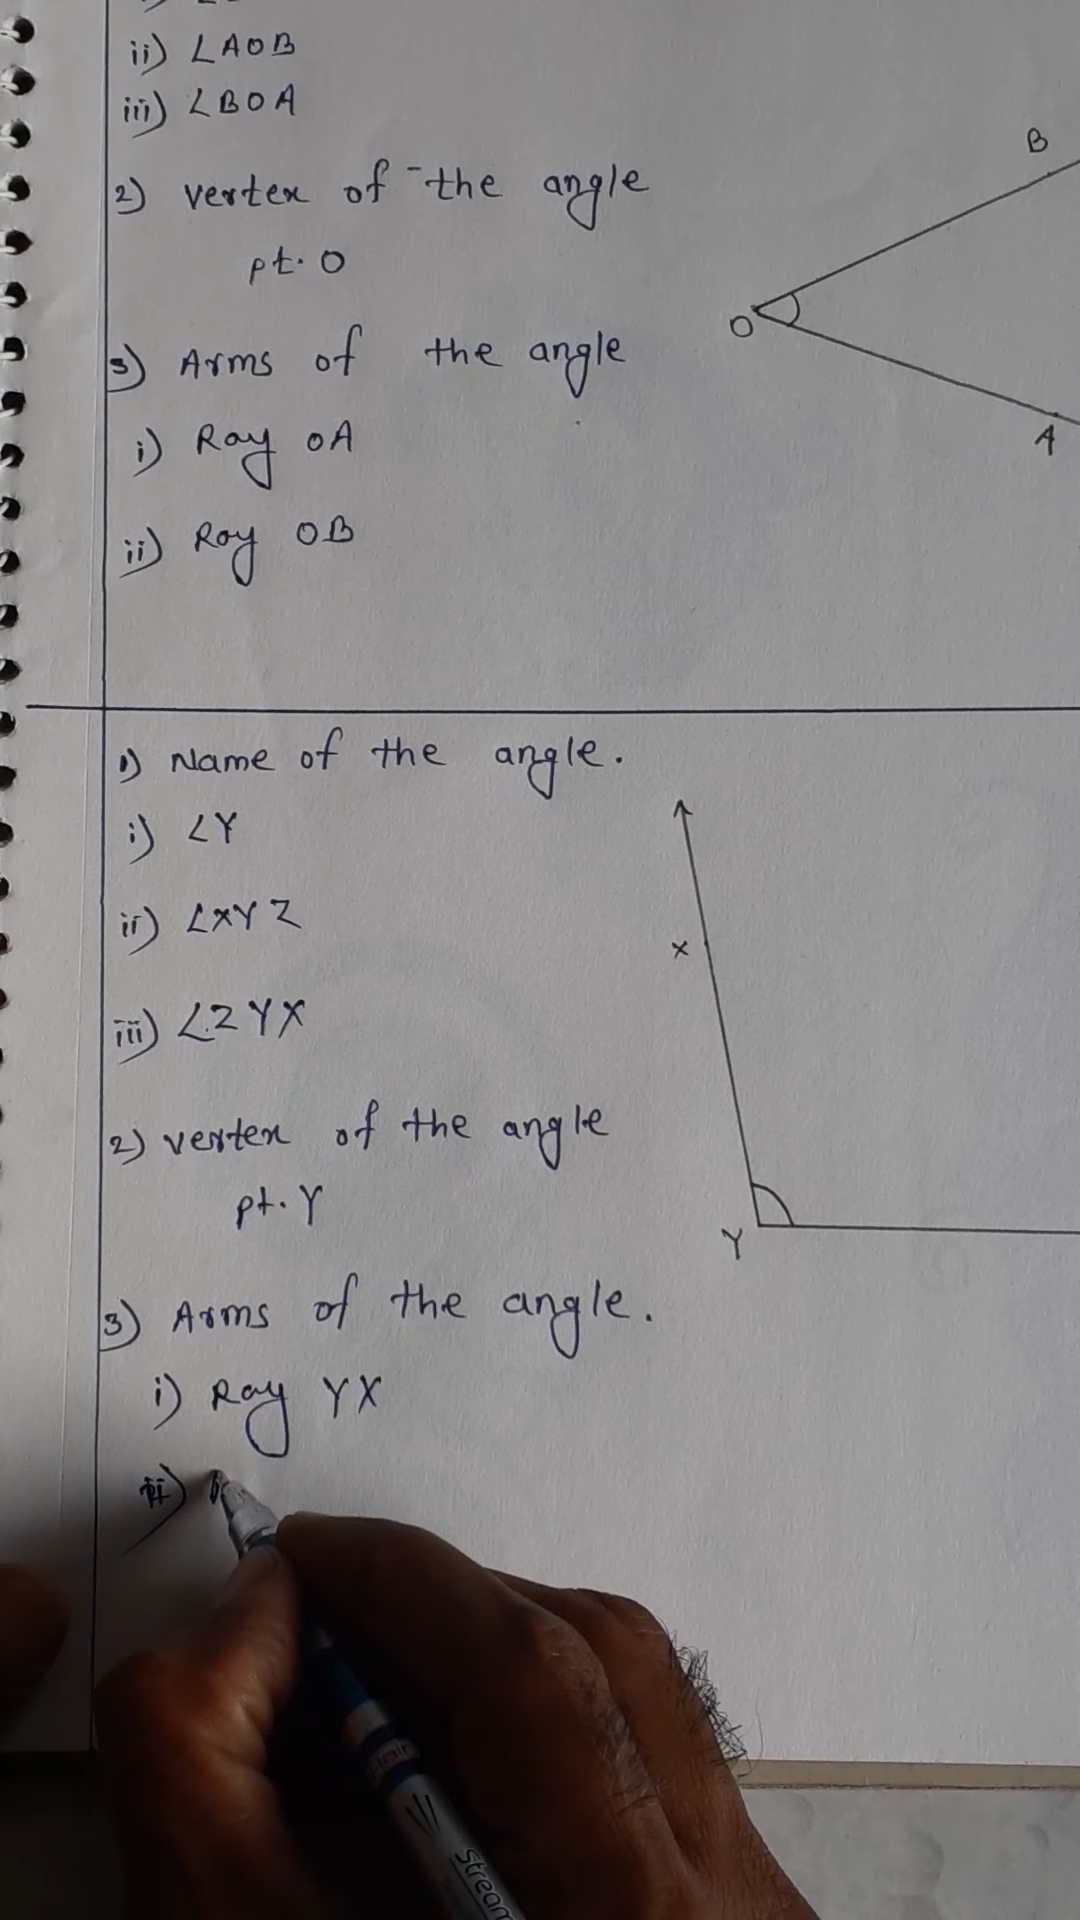 ii) ∠AOB
iii) ∠BOA
2) vertex of the angle
pt. O
3) Arms of the angle
i) Ray OA
ii) Ray OB
B
O
A
1) Name of the angle.
i) ∠Y
ii) ∠XYZ
iii) ∠ZYX
2) vertex of the angle
pt. Y
3) Arms of the angle.
i) Ray YX
ii)
X
Y
Stream